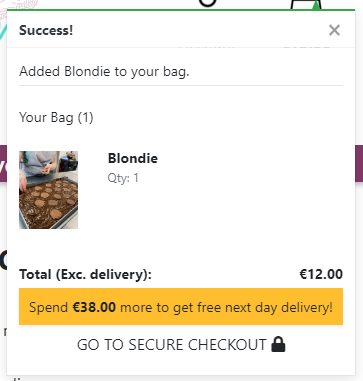 Success!
×
Added Blondie to your bag.
Your Bag (1)
Blondie
Qty: 1
Total (Exc. delivery):
€12.00
Spend €38.00 more to get free next day delivery!
GO TO SECURE CHECKOUT